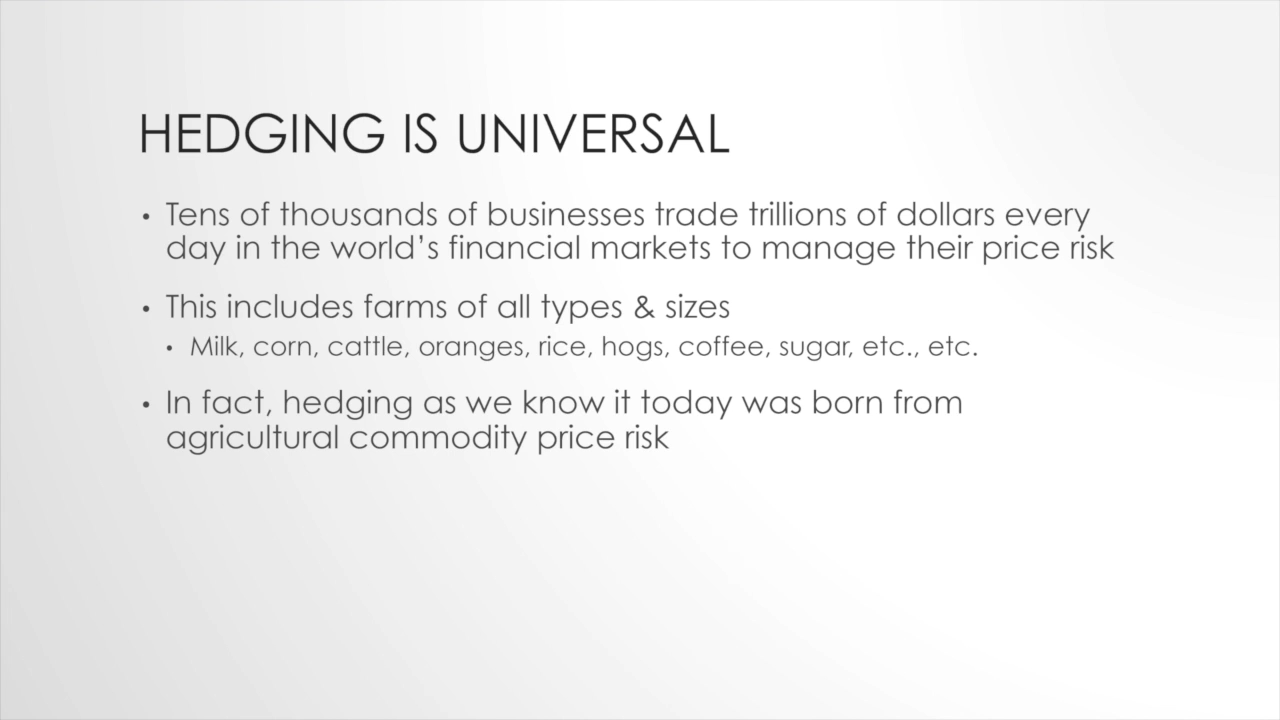 HEDGING IS UNIVERSAL
• Tens of thousands of businesses trade trillions of dollars every
day in the world's financial markets to manage their price risk
• This includes farms of all types & sizes
• Milk, corn, cattle, oranges, rice, hogs, coffee, sugar, etc., etc.
• In fact, hedging as we know it today was born from
agricultural commodity price risk